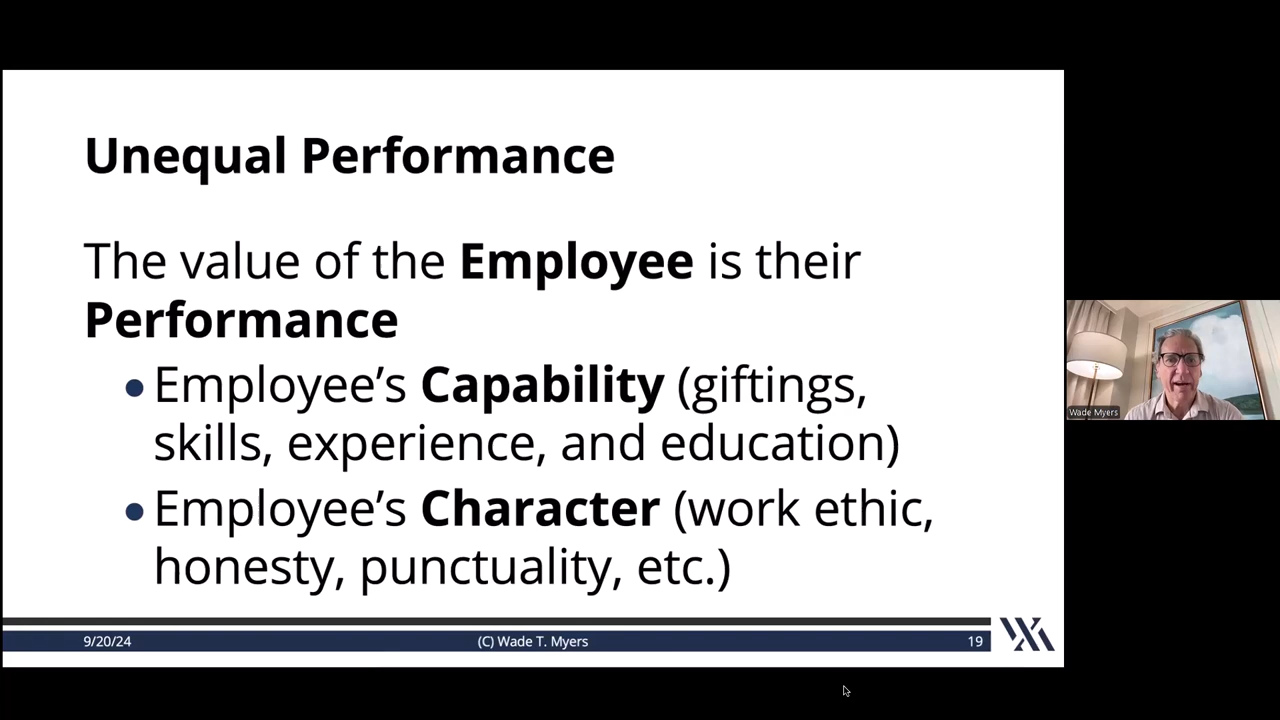 Unequal Performance
The value of the Employee is their
Performance
•Employee’s Capability (giftings,
skills, experience, and education)
•Employee’s Character (work ethic,
honesty, punctuality, etc.)
9/20/24
(C) Wade T. Myers
19
Wade Myers